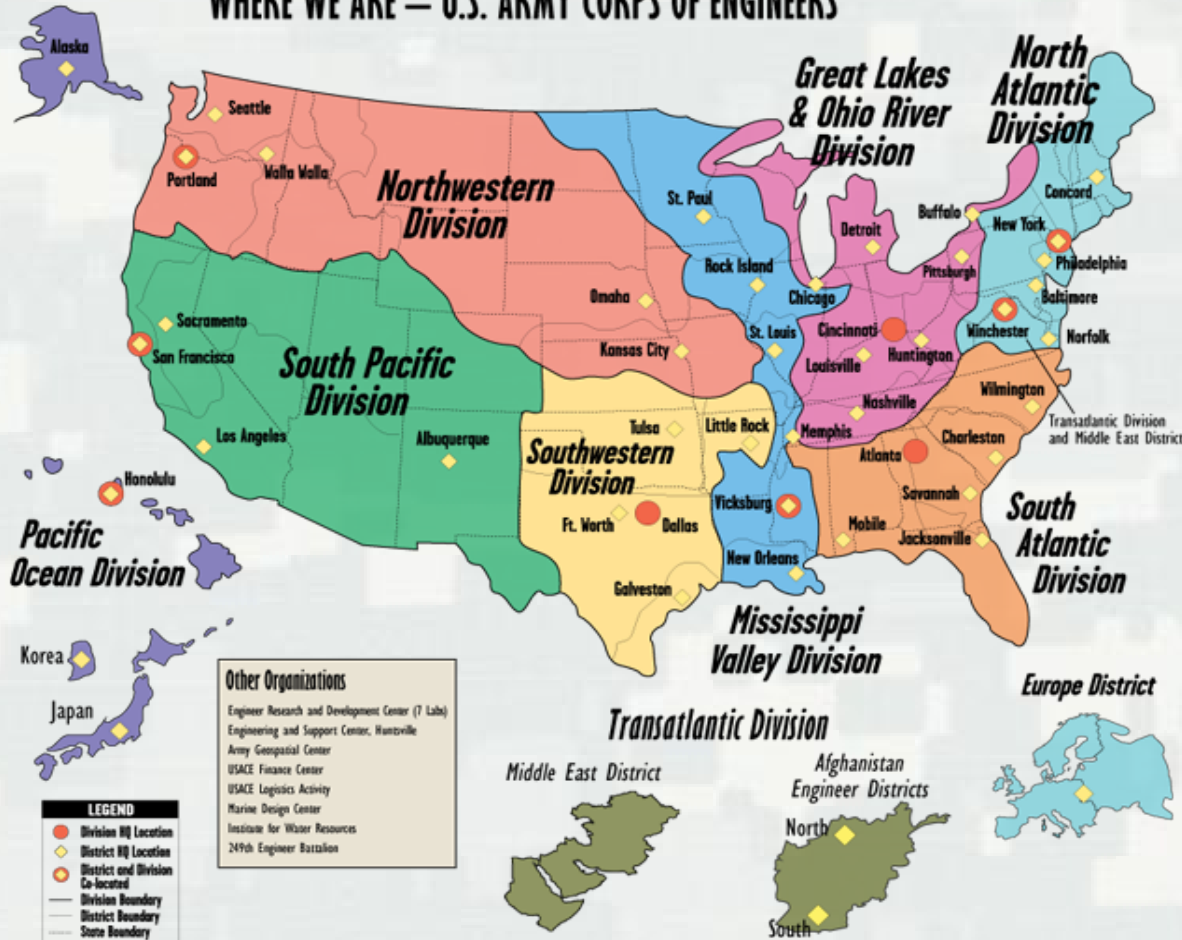 WHERE WE ARE — U.S. ARMY CORPS OF ENGINEERS
Alaska
Seattle
Portland
Walla Walla
Northwestern
Division
Omaha
Kansas City
Great Lakes
& Ohio River
Division
North
Atlantic
Division
St. Paul
Rock Island
Chicago
St. Louis
Detroit
Buffalo
Pittsburgh
Cincinnati
Louisville
Huntington
Nashville
Concord
New York
Philadelphia
Baltimore
Winchester
Norfolk
Transatlantic Division
and Middle East District
Sacramento
San Francisco
South Pacific
Division
Los Angeles
Albuquerque
Tulsa
Little Rock
Southwestern
Division
Ft. Worth
Dallas
Galveston
Memphis
Vicksburg
New Orleans
Mississippi
Valley Division
Wilmington
Charleston
Atlanta
Savannah
Mobile
Jacksonville
South
Atlantic
Division
Honolulu
Pacific
Ocean Division
Korea
Japan
Other Organizations
Engineer Research and Development Center (7 Labs)
Engineering and Support Center, Huntsville
Army Geospatial Center
USACE Finance Center
USACE Logistics Activity
Marine Design Center
Institute for Water Resources
249th Engineer Battalion
Transatlantic Division
Middle East District
Afghanistan
Engineer Districts
North
South
Europe District
LEGEND
Division HQ Location
District HQ Location
District and Division
Co-located
Division Boundary
District Boundary
State Boundary